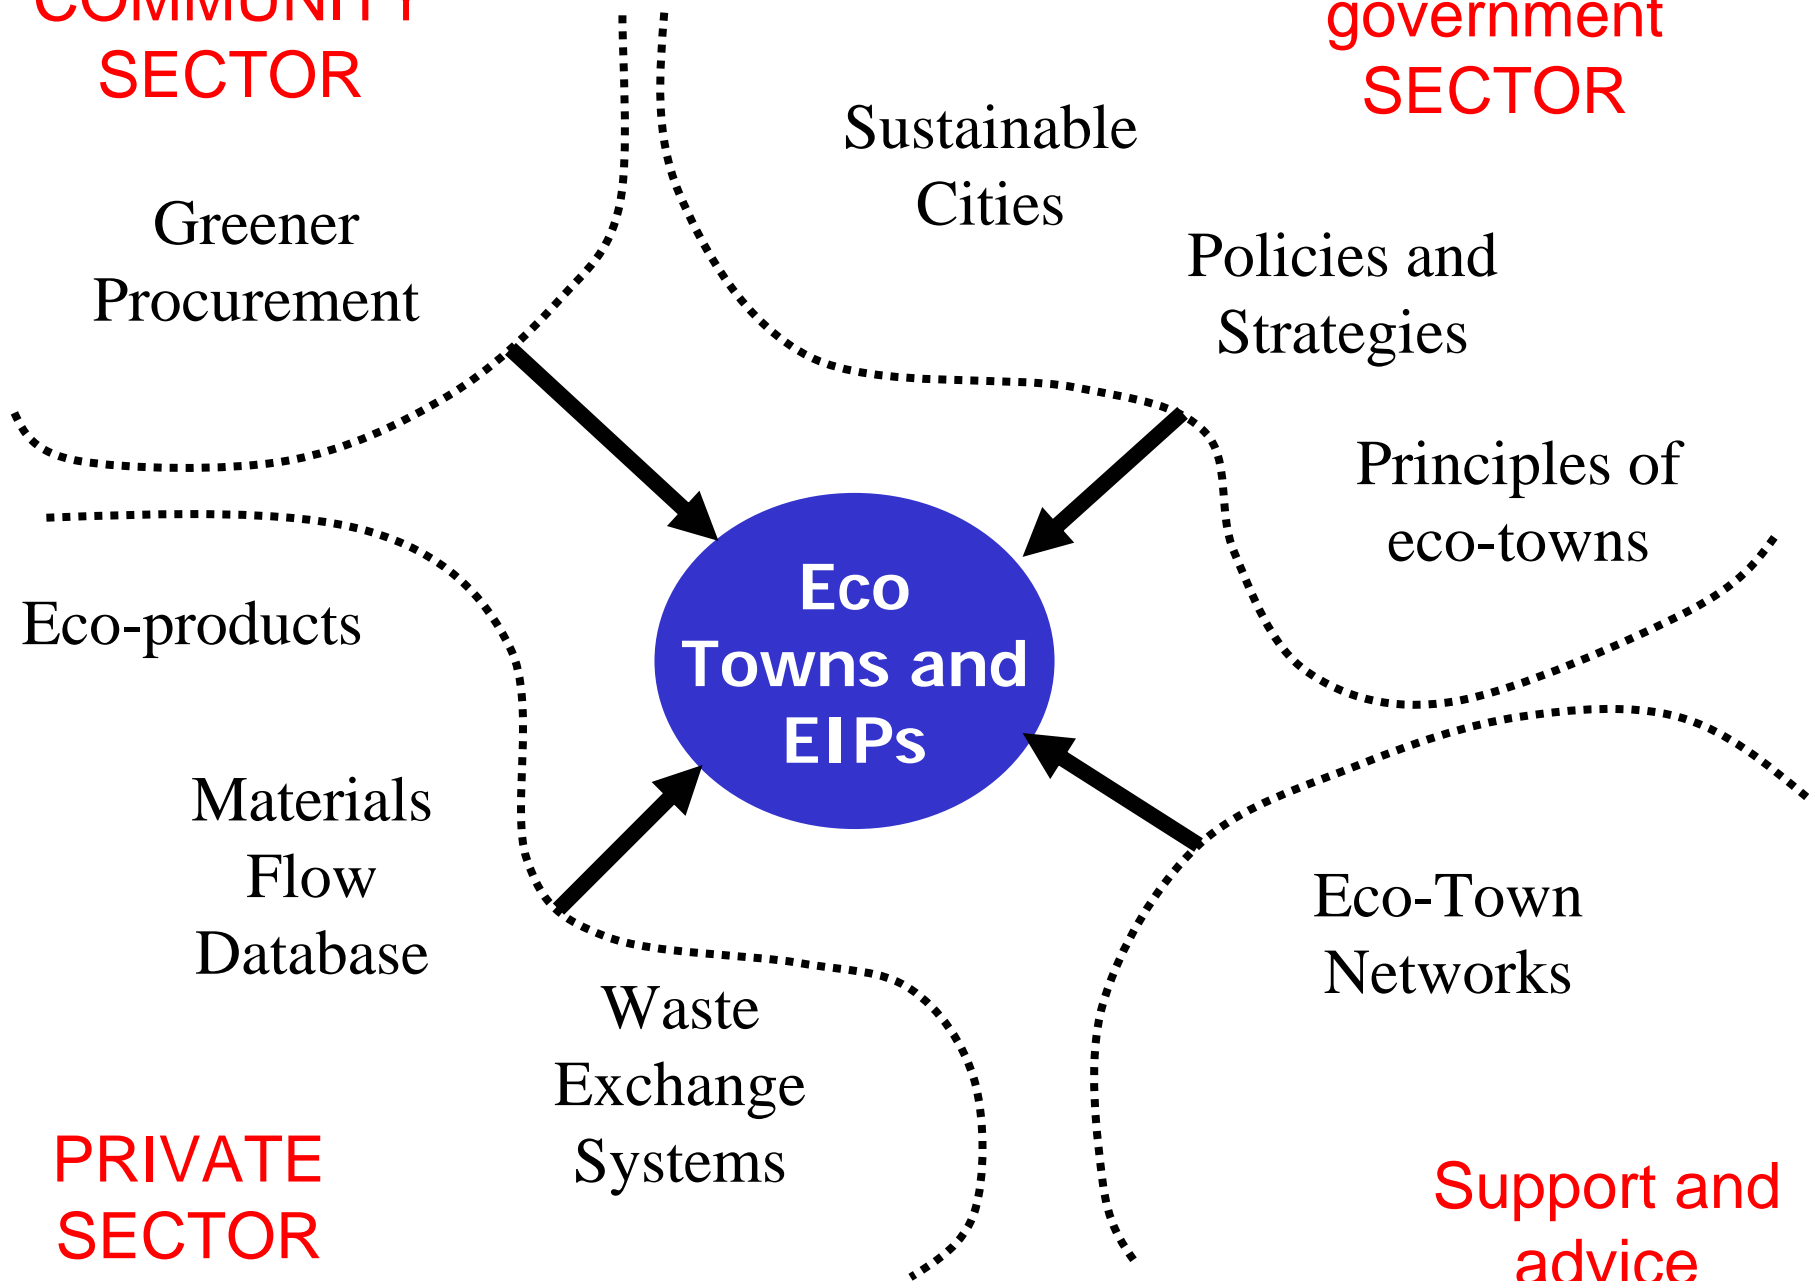 COMMUNITY
SECTOR
government
SECTOR
Sustainable
Cities
Greener
Procurement
Policies and
Strategies
Principles of
eco-towns
Eco
Towns and
EIPs
Eco-products
Materials
Flow
Database
Waste
Exchange
Systems
Eco-Town
Networks
PRIVATE
SECTOR
Support and
advice